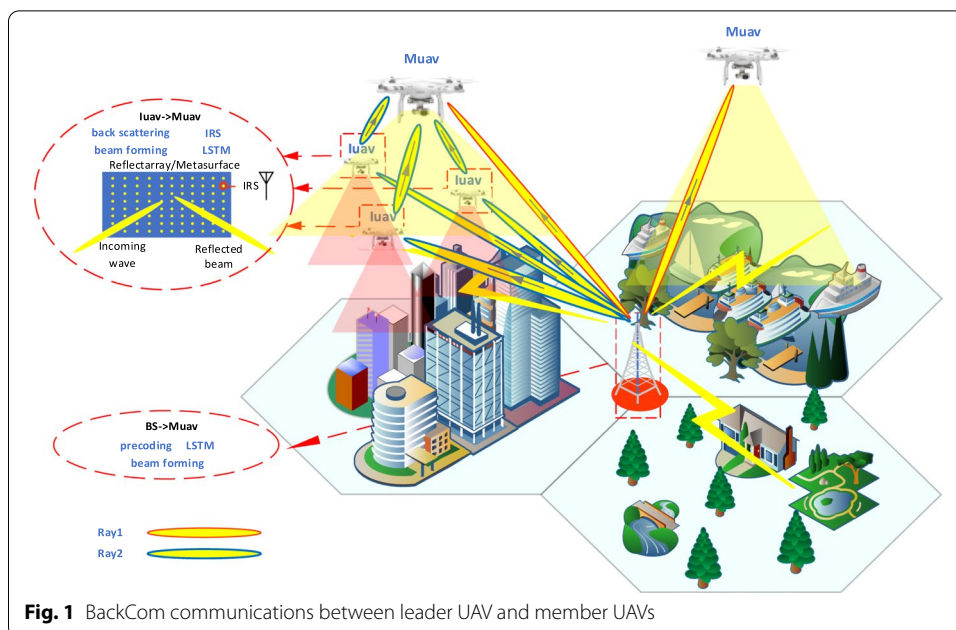 Muav
Muav
Iuav->Muav
back scattering IRS
beam forming LSTM
Reflectarray/Metasurface
IRS
Incoming
wave
Reflected
beam
Iuav
Iuav
Iuav
BS->Muav
precoding LSTM
beam forming
Ray1
Ray2
Fig. 1 BackCom communications between leader UAV and member UAVs